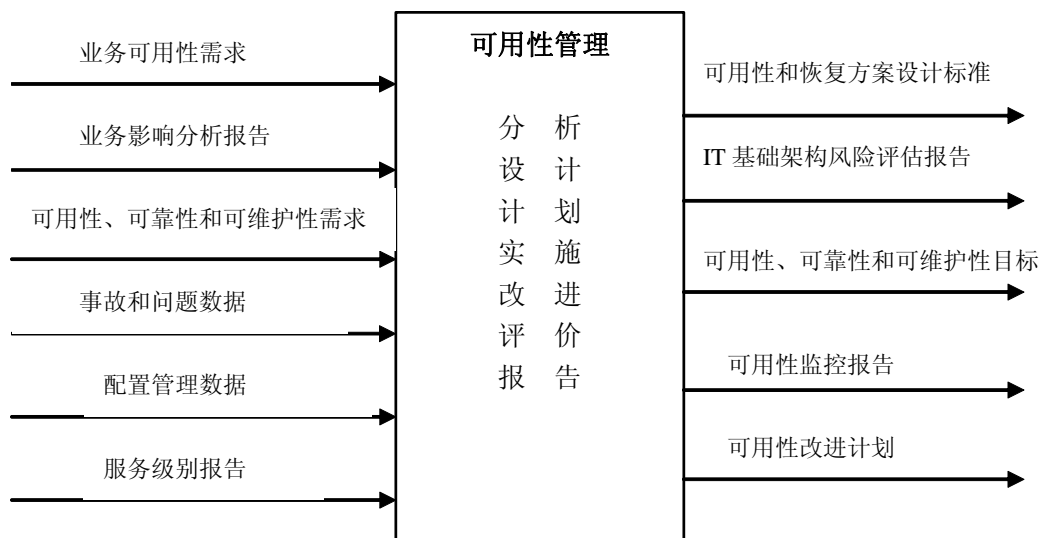 业务可用性需求
业务影响分析报告
可用性、可靠性和可维护性需求
事故和问题数据
配置管理数据
服务级别报告
可用性管理
分 析
设 计
计 划
实 施
改 进
评 价
报 告
可用性和恢复方案设计标准
IT 基础架构风险评估报告
可用性、可靠性和可维护性目标
可用性监控报告
可用性改进计划